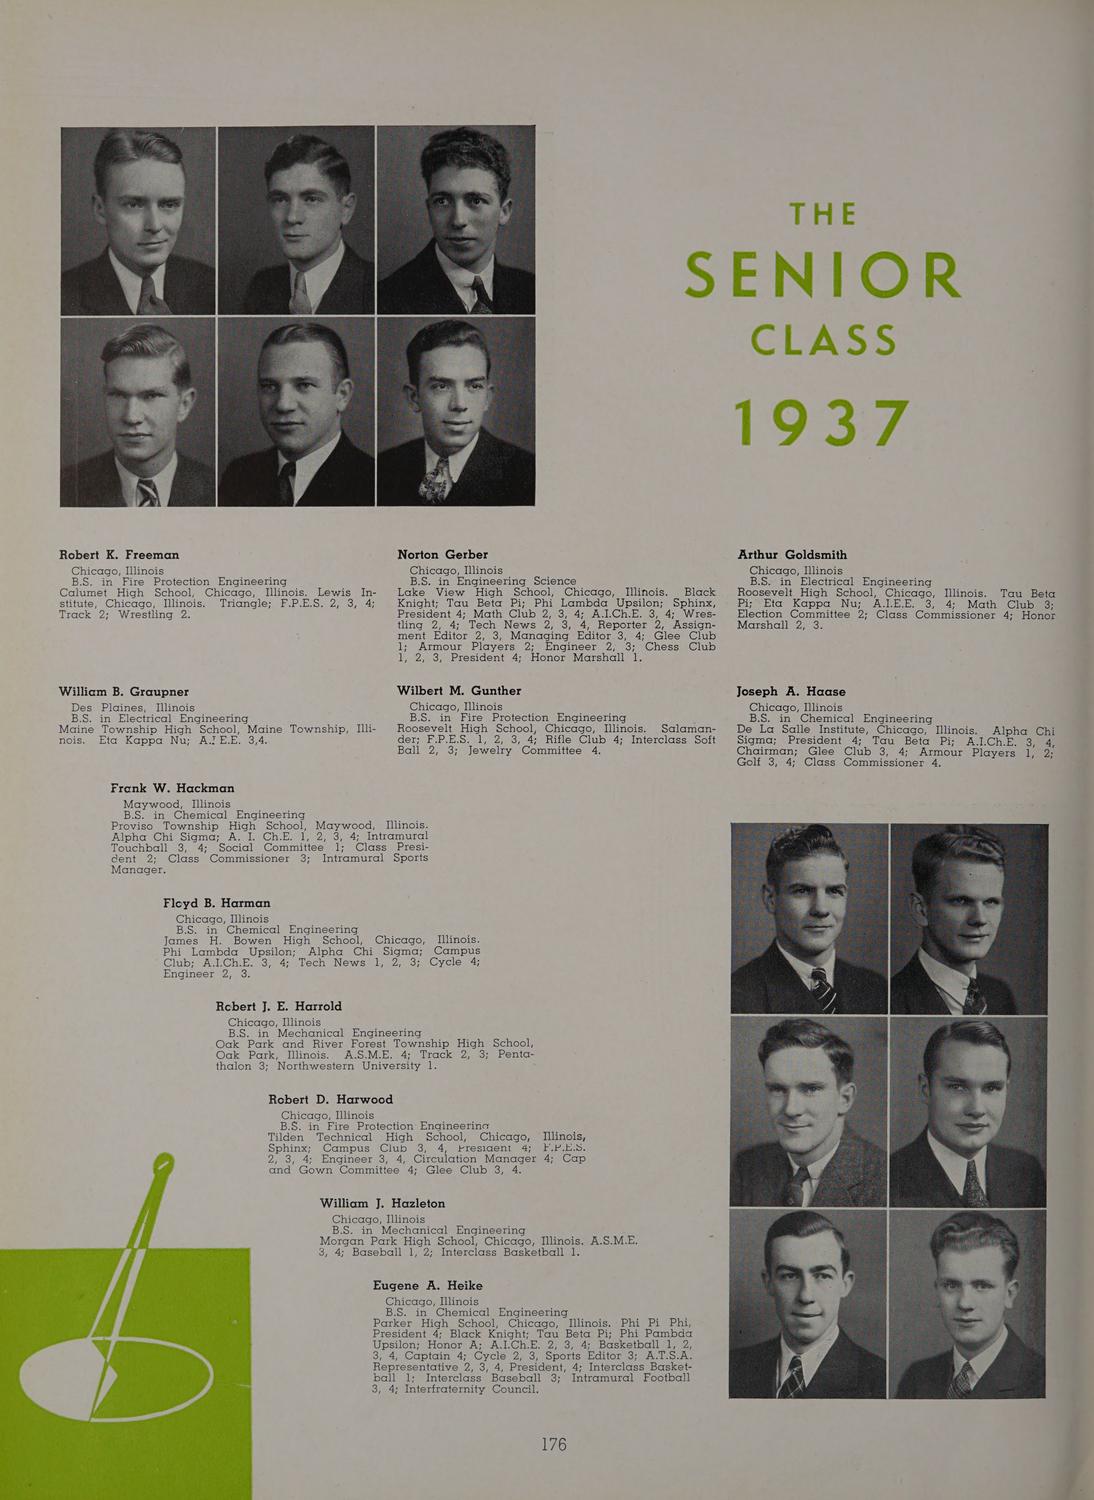 THE
SENIOR
CLASS
1937
Robert K. Freeman
Chicago, Illinois
B.S. in Fire Protection Engineering
Calumet High School, Chicago, Illinois. Lewis In-
stitute, Chicago, Illinois. Triangle; F.P.E.S. 2, 3, 4;
Track 2; Wrestling 2.
Norton Gerber
Chicago, Illinois
B.S. in Engineering Science
Lake View High School, Chicago, Illinois. Black
Knight; Tau Beta Pi; Phi Lambda Upsilon; Sphinx,
President 4; Math Club 2, 3, 4; A.I.Ch.E. 3, 4; Wres-
tling 2, 4; Tech News 2, 3, 4, Reporter 2, Assign-
ment Editor 2, 3, Managing Editor 3, 4; Glee Club
1; Armour Players 2; Engineer 2, 3; Chess Club
1, 2, 3, President 4; Honor Marshall 1.
Arthur Goldsmith
Chicago, Illinois
B.S. in Electrical Engineering
Roosevelt High School, Chicago, Illinois. Tau Beta
Pi; Eta Kappa Nu; A.I.E.E. 3, 4; Math Club 3;
Election Committee 2; Class Commissioner 4; Honor
Marshall 2, 3.
William B. Graupner
Des Plaines, Illinois
B.S. in Electrical Engineering
Maine Township High School, Maine Township, Illi-
nois. Eta Kappa Nu; A.I E.E. 3,4.
Wilbert M. Gunther
Chicago, Illinois
B.S. in Fire Protection Engineering
Roosevelt High School, Chicago, Illinois. Salaman-
der; F.P.E.S. 1, 2, 3, 4; Rifle Club 4; Interclass Soft
Ball 2, 3; Jewelry Committee 4.
Joseph A. Haase
Chicago, Illinois
B.S. in Chemical Engineering
De La Salle Institute, Chicago, Illinois. Alpha Chi
Sigma; President 4; Tau Beta Pi; A.I.Ch.E. 3, 4,
Chairman; Glee Club 3, 4; Armour Players 1, 2;
Golf 3, 4; Class Commissioner 4.
Frank W. Hackman
Maywood, Illinois
B.S. in Chemical Engineering
Proviso Township High School, Maywood, Illinois.
Alpha Chi Sigma; A. I. Ch.E. 1, 2, 3, 4; Intramural
Touchball 3, 4; Social Committee 1; Class Presi-
dent 2; Class Commissioner 3; Intramural Sports
Manager.
Floyd B. Harman
Chicago, Illinois
B.S. in Chemical Engineering
James H. Bowen High School, Chicago, Illinois.
Phi Lambda Upsilon; Alpha Chi Sigma; Campus
Club; A.I.Ch.E. 3, 4; Tech News 1, 2, 3; Cycle 4;
Engineer 2, 3.
Robert J. E. Harrold
Chicago, Illinois
B.S. in Mechanical Engineering
Oak Park and River Forest Township High School,
Oak Park, Illinois. A.S.M.E. 4; Track 2, 3; Penta-
thalon 3; Northwestern University 1.
Robert D. Harwood
Chicago, Illinois
B.S. in Fire Protection Engineering
Tilden Technical High School, Chicago, Illinois,
Sphinx; Campus Club 3, 4, President 4; F.P.E.S.
2, 3, 4; Engineer 3, 4, Circulation Manager 4; Cap
and Gown Committee 4; Glee Club 3, 4.
William J. Hazleton
Chicago, Illinois
B.S. in Mechanical Engineering
Morgan Park High School, Chicago, Illinois. A.S.M.E.
3, 4; Baseball 1, 2; Interclass Basketball 1.
Eugene A. Heike
Chicago, Illinois
B.S. in Chemical Engineering
Parker High School, Chicago, Illinois. Phi Pi Phi,
President 4; Black Knight; Tau Beta Pi; Phi Pambda
Upsilon; Honor A; A.I.Ch.E. 2, 3, 4; Basketball 1, 2,
3, 4, Captain 4; Cycle 2, 3, Sports Editor 3; A.T.S.A.
Representative 2, 3, 4, President, 4; Interclass Basket-
ball 1; Interclass Baseball 3; Intramural Football
3, 4; Interfraternity Council.
176